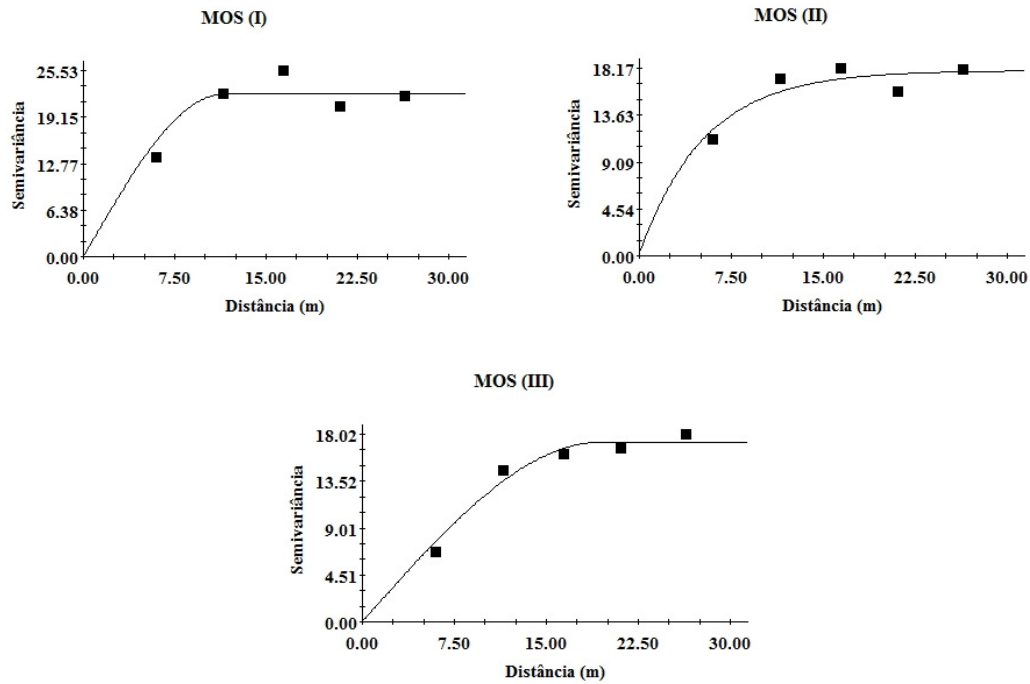 MOS (I)
25.53
19.15
12.77
6.38
0.00
Semivariância
0.00 7.50 15.00 22.50 30.00
Distância (m)
MOS (II)
18.17
13.63
9.09
4.54
0.00
Semivariância
0.00 7.50 15.00 22.50 30.00
Distância (m)
MOS (III)
18.02
13.52
9.01
4.51
0.00
Semivariância
0.00 7.50 15.00 22.50 30.00
Distância (m)